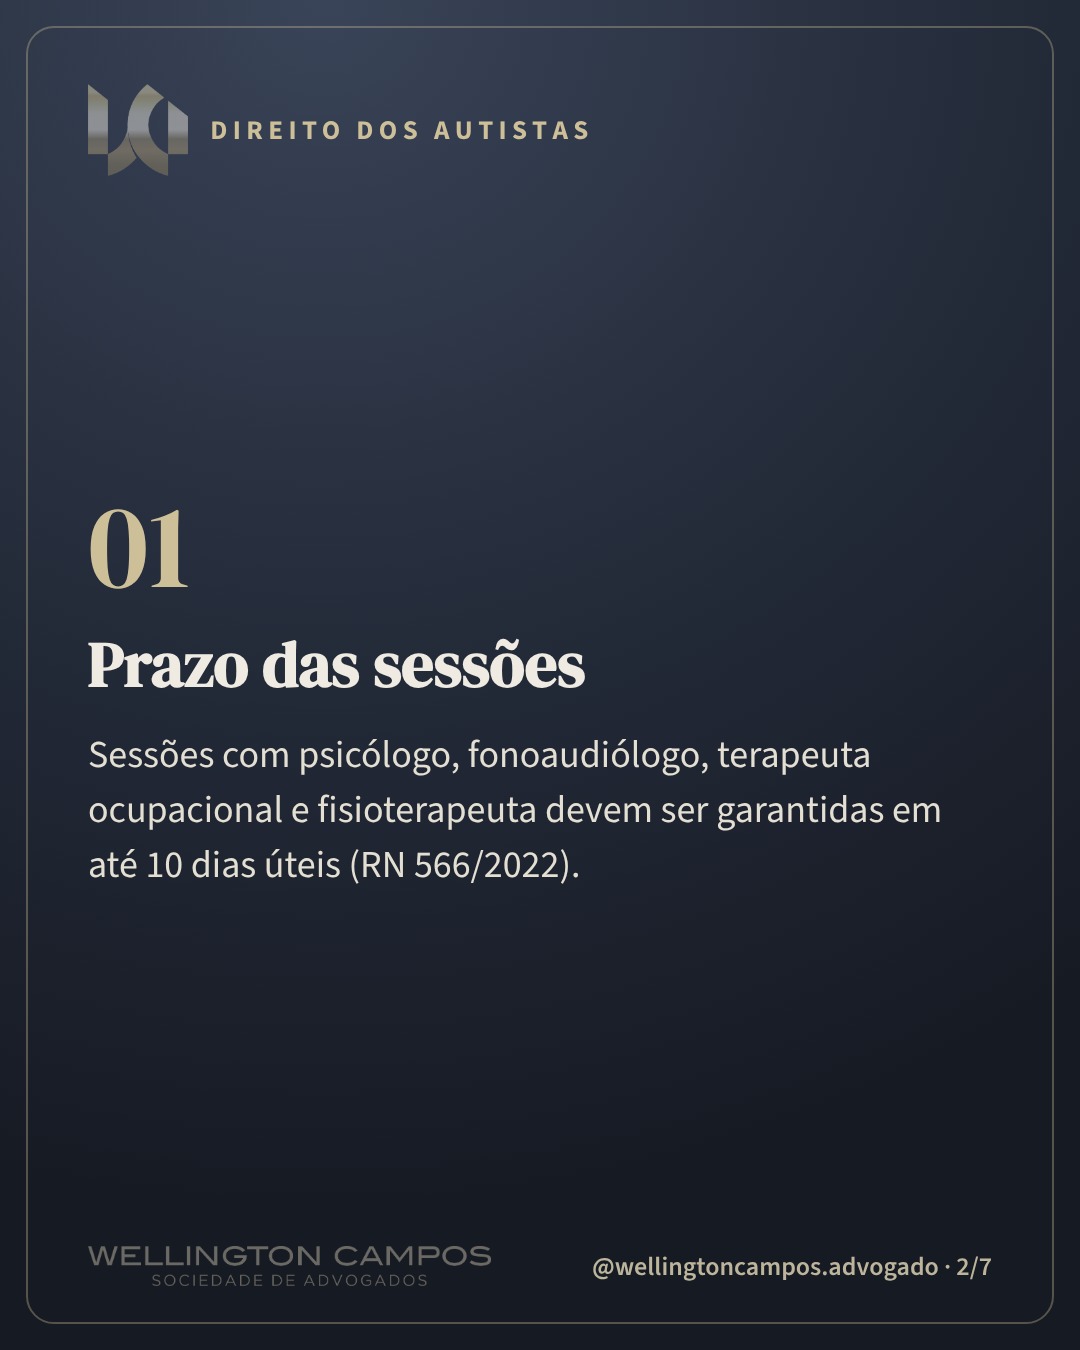 DIREITO DOS AUTISTAS
01
Prazo das sessões
Sessões com psicólogo, fonoaudiólogo, terapeuta
ocupacional e fisioterapeuta devem ser garantidas em
até 10 dias úteis (RN 566/2022).
WELLINGTON CAMPOS
SOCIEDADE DE ADVOGADOS
@wellingtoncampos.advogado · 2/7